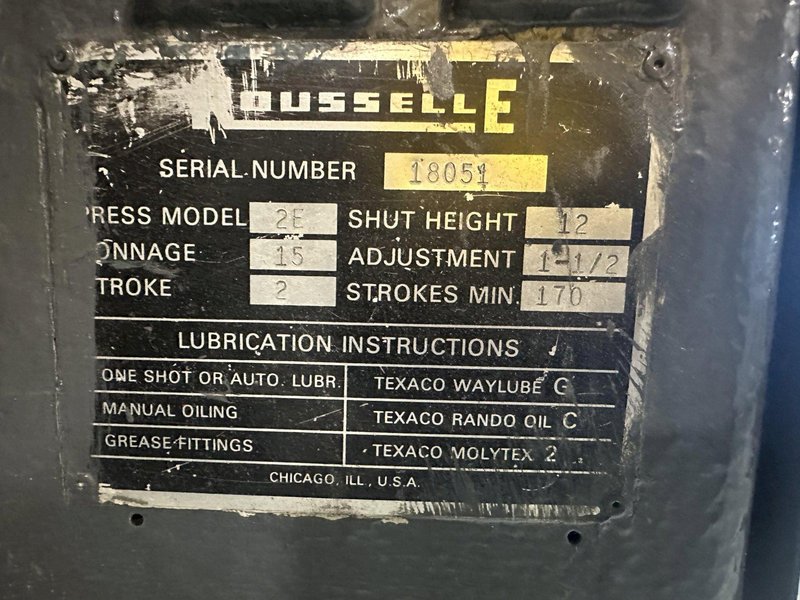 OUSSELLE
SERIAL NUMBER 18051
PRESS MODEL 2E SHUT HEIGHT 12
ONNAGE 15 ADJUSTMENT 1-1/2
TROKE 2 STROKES MIN. 170
LUBRICATION INSTRUCTIONS
ONE SHOT OR AUTO. LUBR. TEXACO WAYLUBE G
MANUAL OILING TEXACO RANDO OIL C
GREASE FITTINGS TEXACO MOLYTEX 2
CHICAGO, ILL., U.S.A.